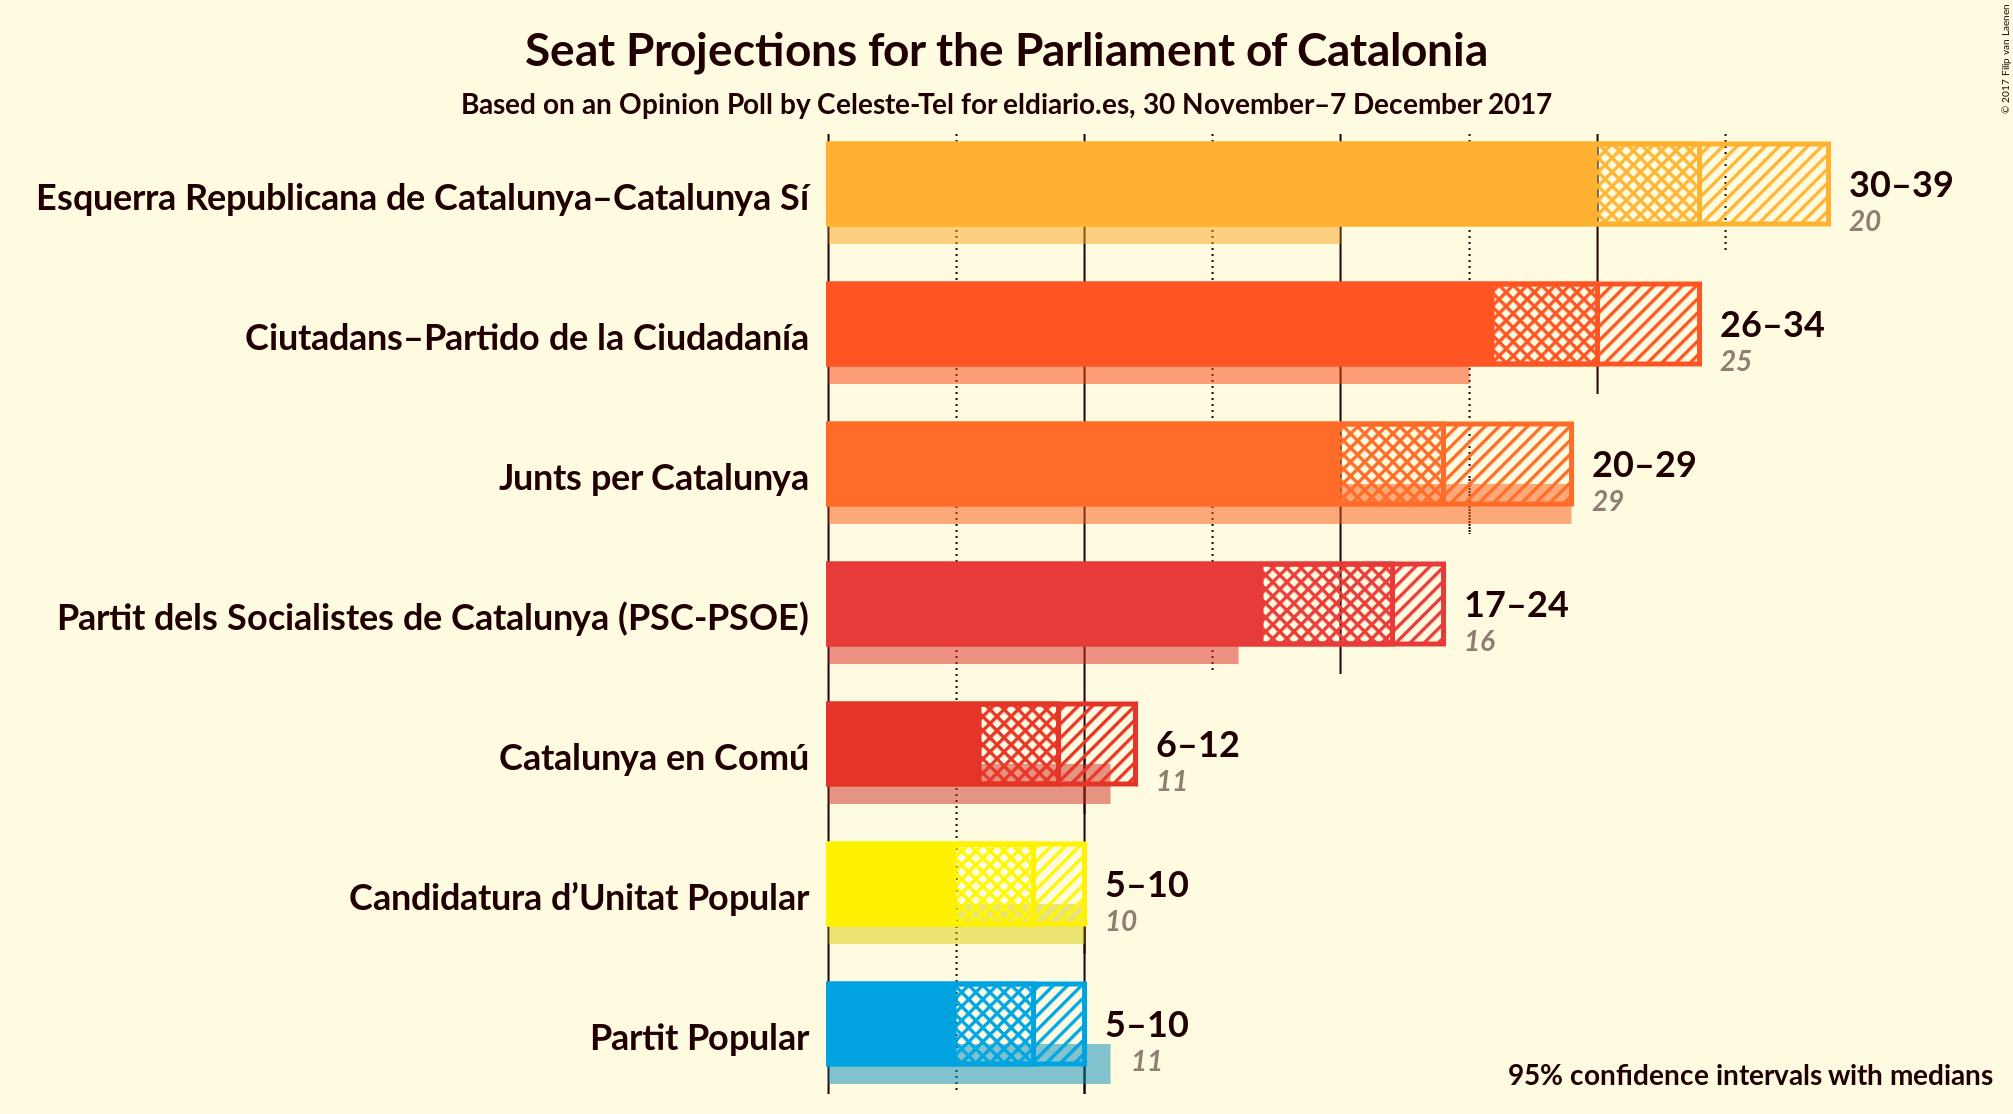 Seat Projections for the Parliament of Catalonia
Based on an Opinion Poll by Celeste-Tel for eldiario.es, 30 November–7 December 2017
© 2017 Filip van Laenen
Esquerra Republicana de Catalunya–Catalunya Sí
30–39
20
Ciutadans–Partido de la Ciudadanía
26–34
25
Junts per Catalunya
20–29
29
Partit dels Socialistes de Catalunya (PSC-PSOE)
17–24
16
Catalunya en Comú
6–12
11
Candidatura d’Unitat Popular
5–10
10
Partit Popular
5–10
11
95% confidence intervals with medians